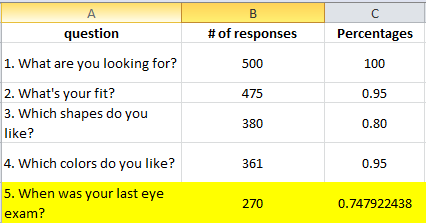 A B C
question # of responses Percentages
1. What are you looking for? 500 100
2. What's your fit? 475 0.95
3. Which shapes do you
like? 380 0.80
4. Which colors do you like? 361 0.95
5. When was your last eye
exam? 270 0.747922438